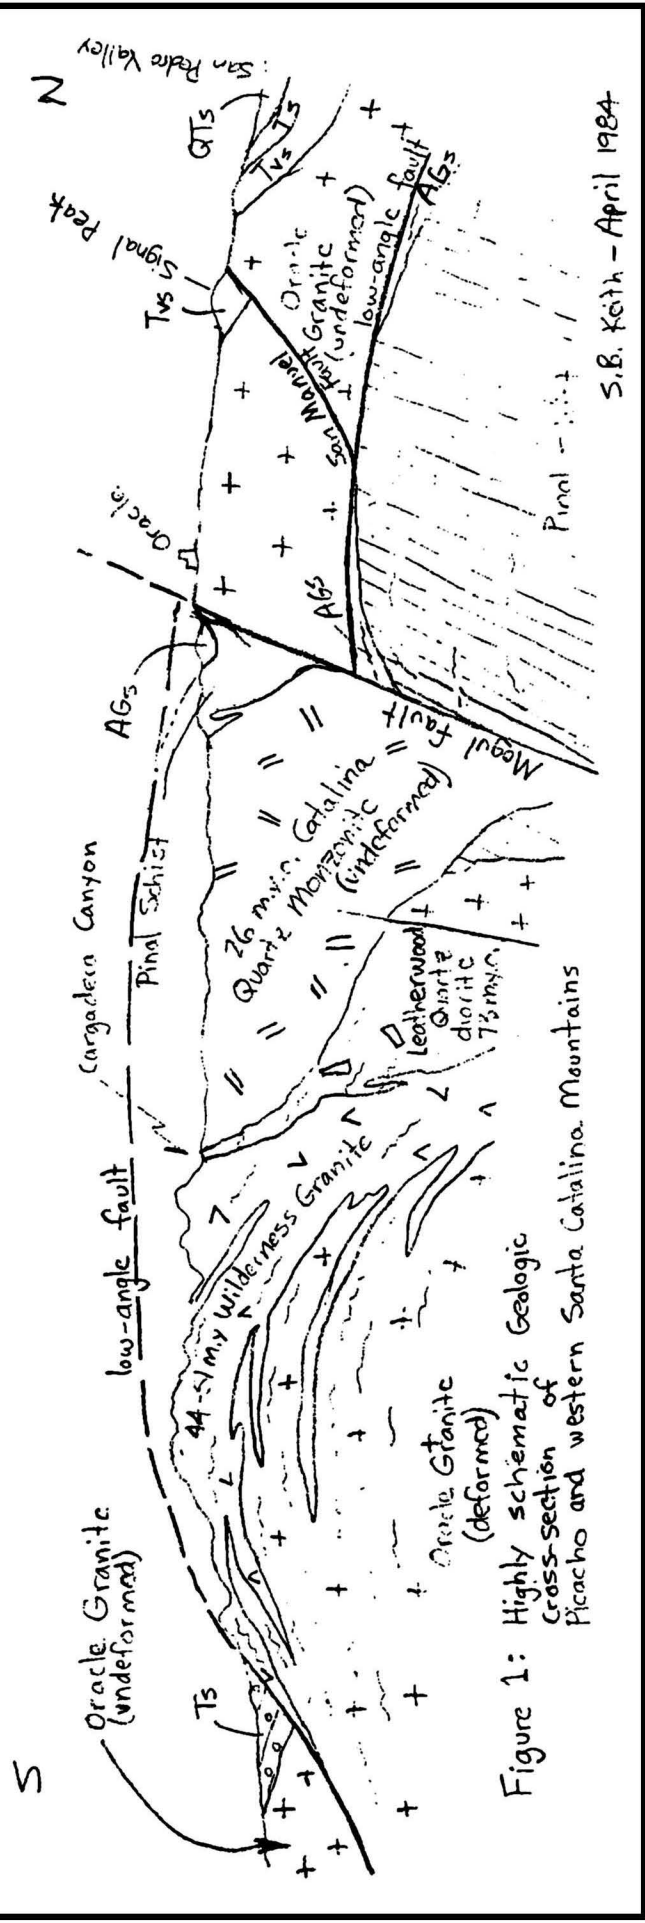 S
N
Oracle Granite
(undeformed)
Ts
low-angle fault
Cargadera Canyon
Pinal Schist
AGs
Oracle
Tvs
Signal Peak
QTs
: San Pedro Valley
Ts
Tvs
44-51 m.y Wilderness Granite
26 m.y.o. Catalina
Quartz Monzonite
(undeformed)
Leatherwood
Quartz
diorite
73 m.y.o.
Mogul fault
AGs
San Manuel
fault
Oracle
Granite
(undeformed)
low-angle fault
AGs
Pinal
Oracle Granite
(deformed)
Figure 1: Highly schematic Geologic
Cross-section of
Picacho and western Santa Catalina Mountains
S.B. Keith - April 1984